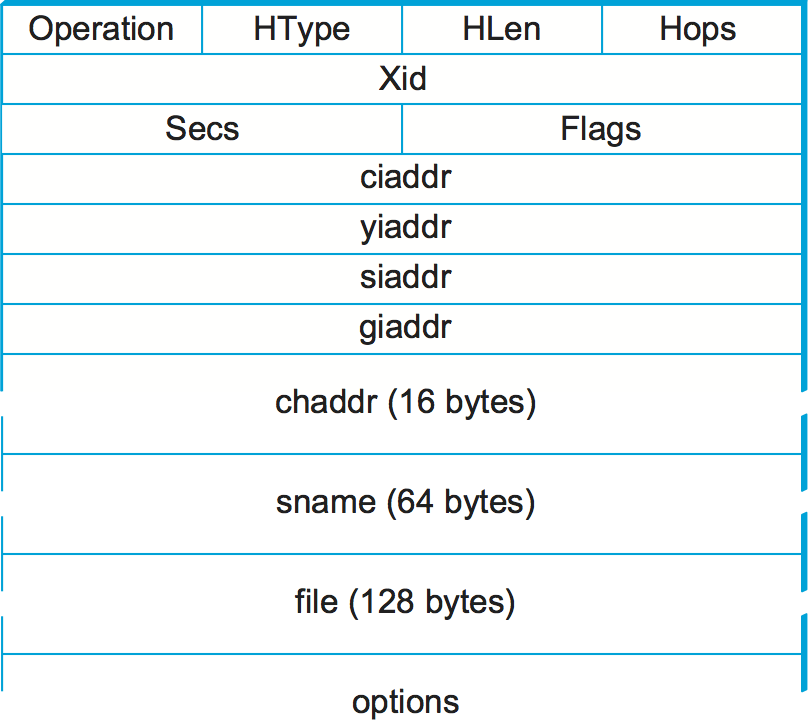 Operation HType HLen Hops
Xid
Secs Flags
ciaddr
yiaddr
siaddr
giaddr
chaddr (16 bytes)
sname (64 bytes)
file (128 bytes)
options